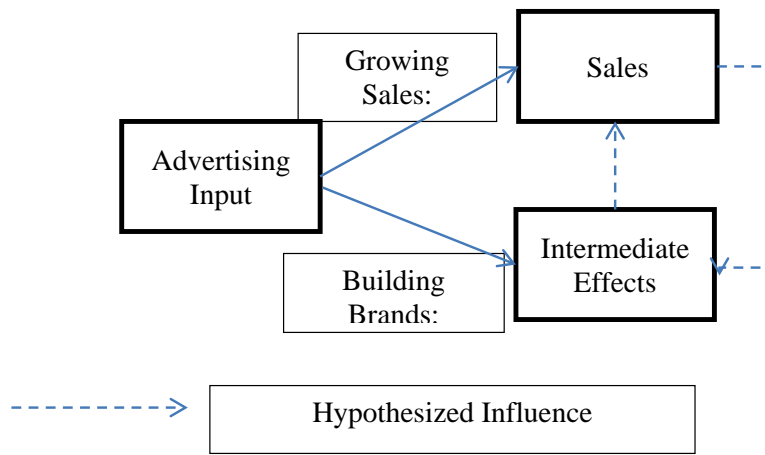 Growing
Sales:
Sales
Advertising
Input
Intermediate
Effects
Building
Brands:
Hypothesized Influence